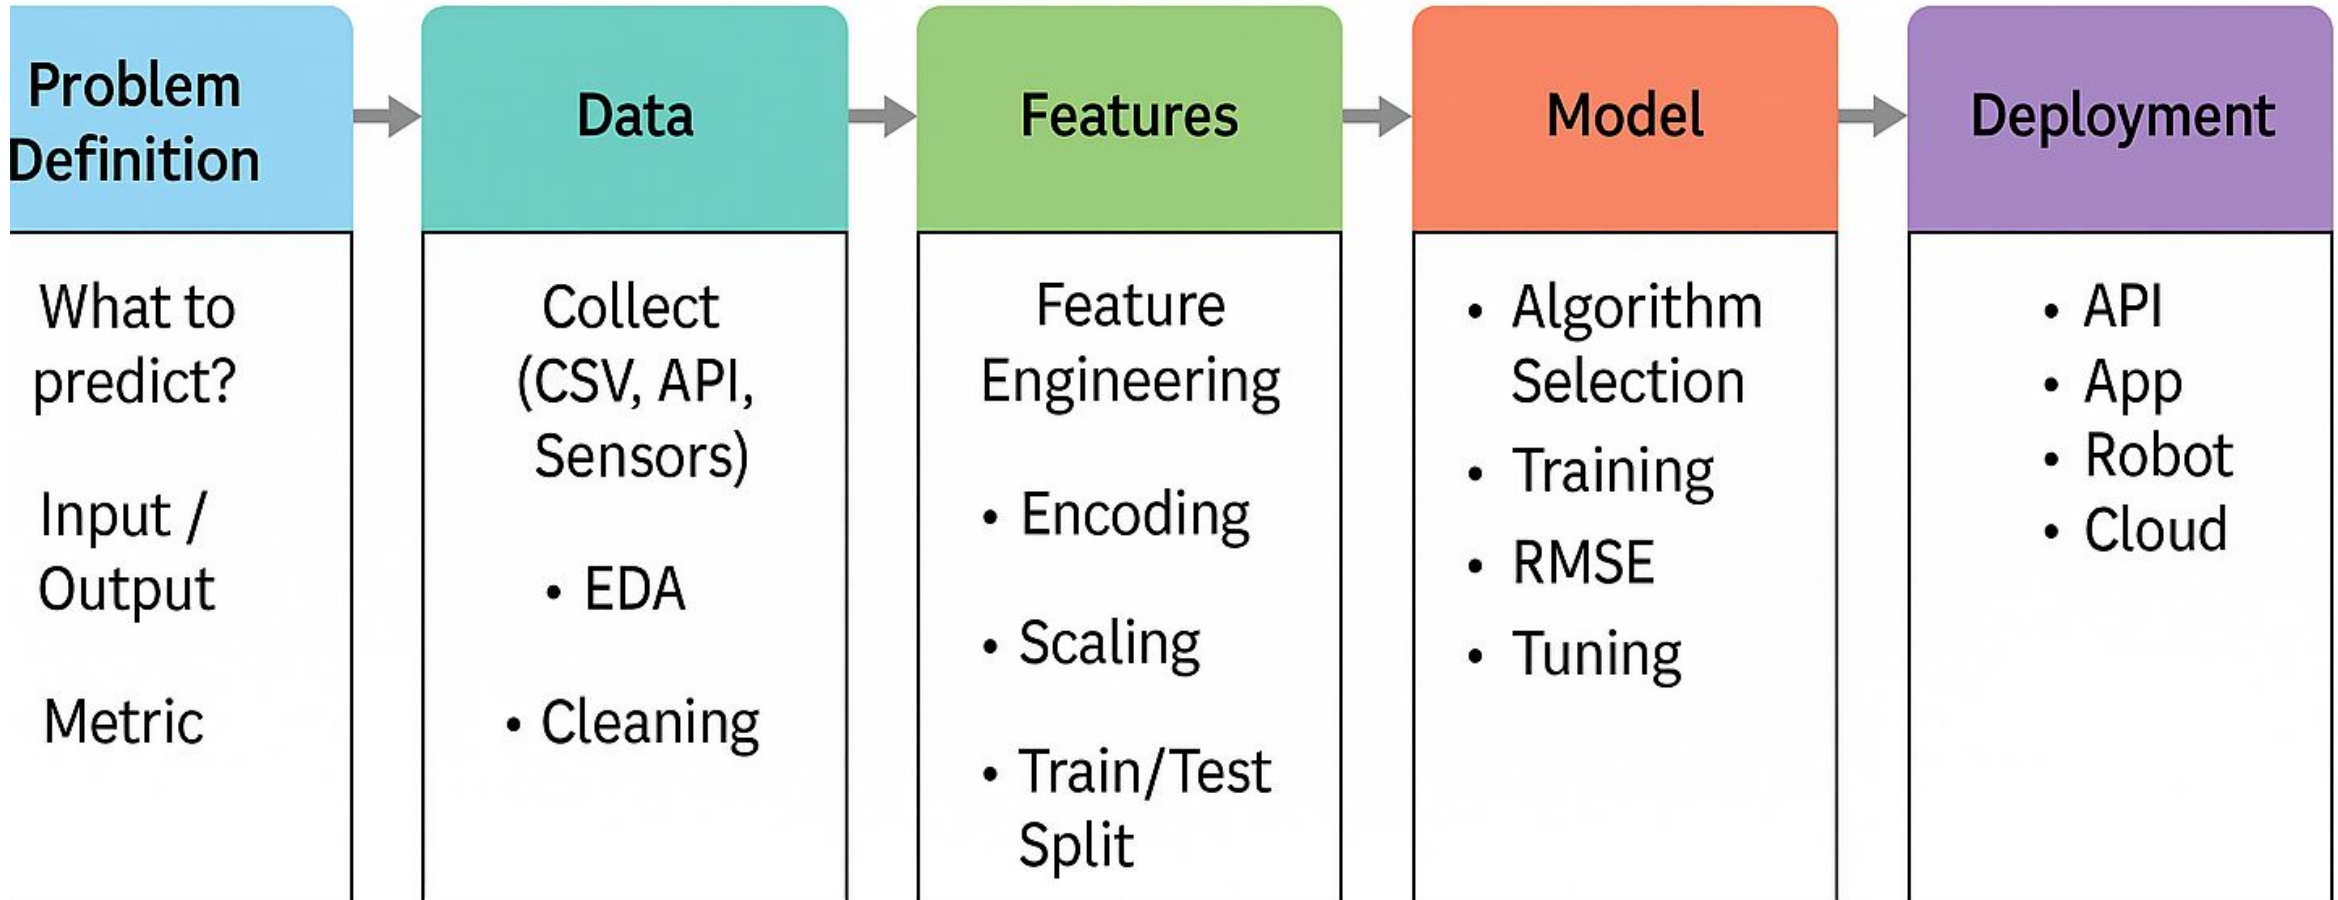 Problem
Definition
What to
predict?
Input /
Output
Metric
Data
Collect
(CSV, API,
Sensors)
• EDA
• Cleaning
Features
Feature
Engineering
• Encoding
• Scaling
• Train/Test
Split
Model
• Algorithm
Selection
• Training
• RMSE
• Tuning
Deployment
• API
• App
• Robot
• Cloud